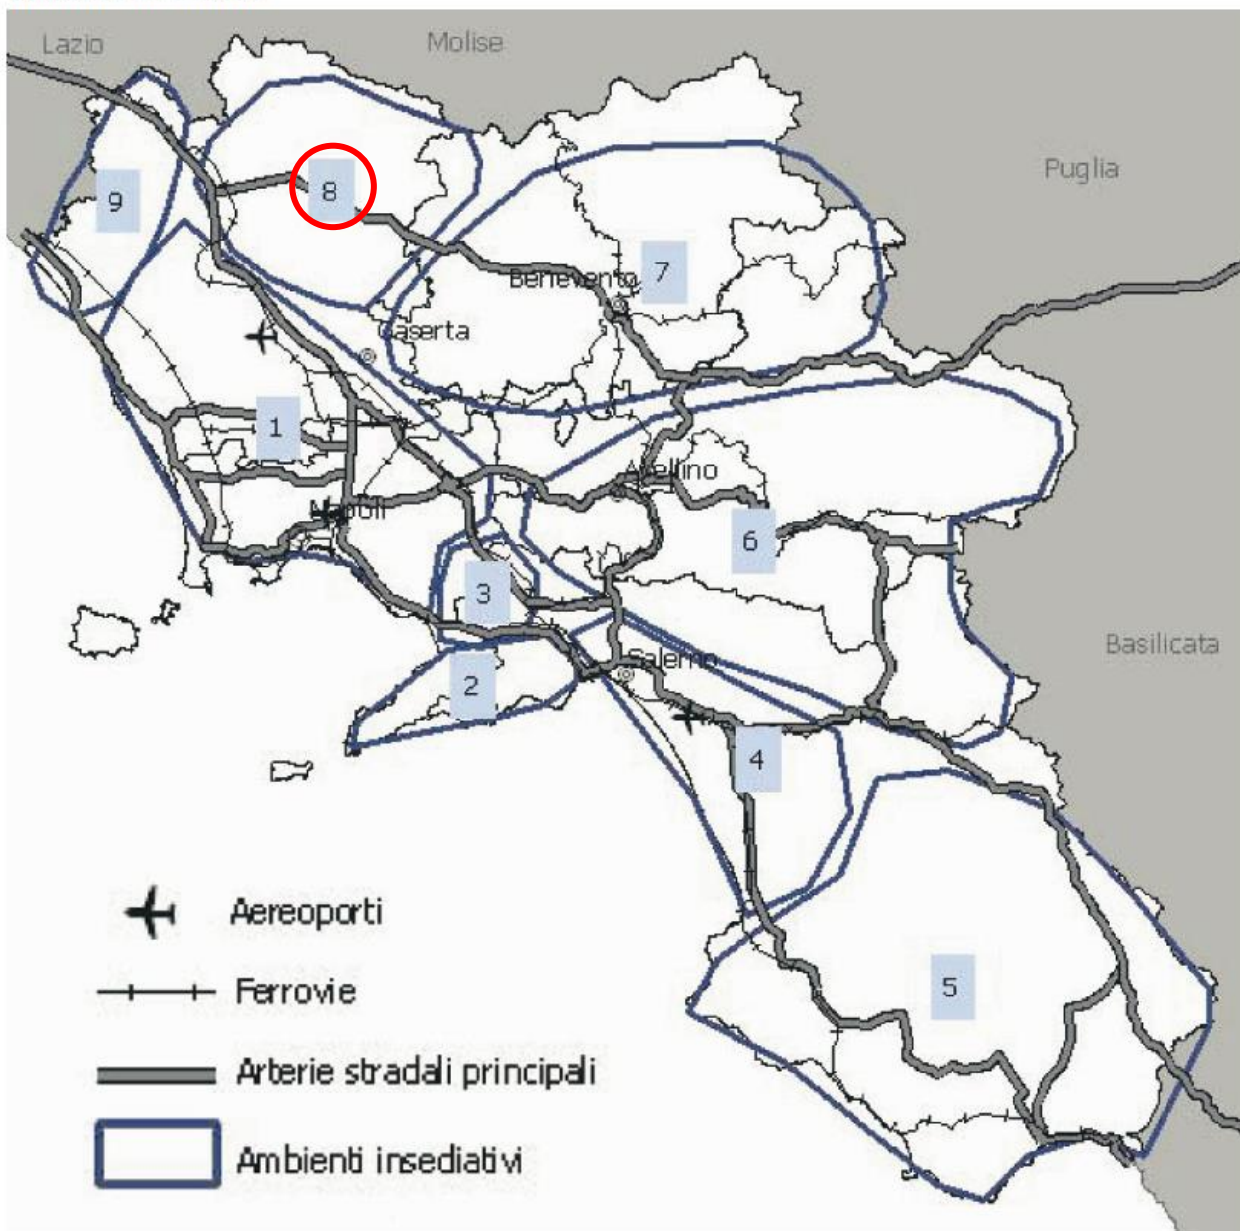 Lazio
Molise
Puglia
8
9
7
Benevento
Caserta
1
Avellino
Napoli
6
3
Basilicata
Salerno
2
4
5
Aereoporti
Ferrovie
Arterie stradali principali
Ambienti insediativi